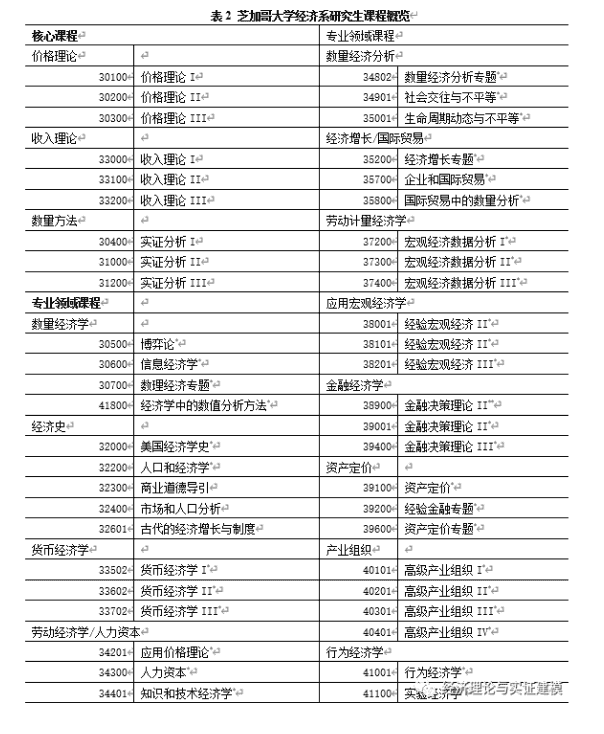 表 2 芝加哥大学经济系研究生课程概览
核心课程 专业领域课程
价格理论 数量经济分析
30100 价格理论 I 34802 数量经济分析专题*
30200 价格理论 II 34901 社会交往与不平等*
30300 价格理论 III 35001 生命周期动态与不平等*
收入理论 经济增长/国际贸易
33000 收入理论 I 35200 经济增长专题*
33100 收入理论 II 35700 企业和国际贸易*
33200 收入理论 III 35800 国际贸易中的数量分析*
数量方法 劳动计量经济学
30400 实证分析 I 37200 宏观经济数据分析 I*
31000 实证分析 II 37300 宏观经济数据分析 II*
31200 实证分析 III 37400 宏观经济数据分析 III*
专业领域课程 应用宏观经济学
数量经济学 38001 经验宏观经济 II*
30500 博弈论* 38101 经验宏观经济 II*
30600 信息经济学* 38201 经验宏观经济 III*
30700 数理经济专题* 金融经济学
41800 经济学中的数值分析方法* 38900 金融决策理论 II**
经济史 39001 金融决策理论 II*
32000 美国经济学史* 39400 金融决策理论 III*
32200 人口和经济学* 资产定价
32300 商业道德导引 39100 资产定价*
32400 市场和人口分析 39200 经验金融专题*
32601 古代的经济增长与制度 39600 资产定价专题*
货币经济学 产业组织
33502 货币经济学 I* 40101 高级产业组织 I*
33602 货币经济学 II* 40201 高级产业组织 II*
33702 货币经济学 III* 40301 高级产业组织 III*
劳动经济学/人力资本 40401 高级产业组织 IV*
34201 应用价格理论* 行为经济学
34300 人力资本* 41001 行为经济学*
34401 知识和技术经济学* 41100 实验经济学
经济理论与实证建模